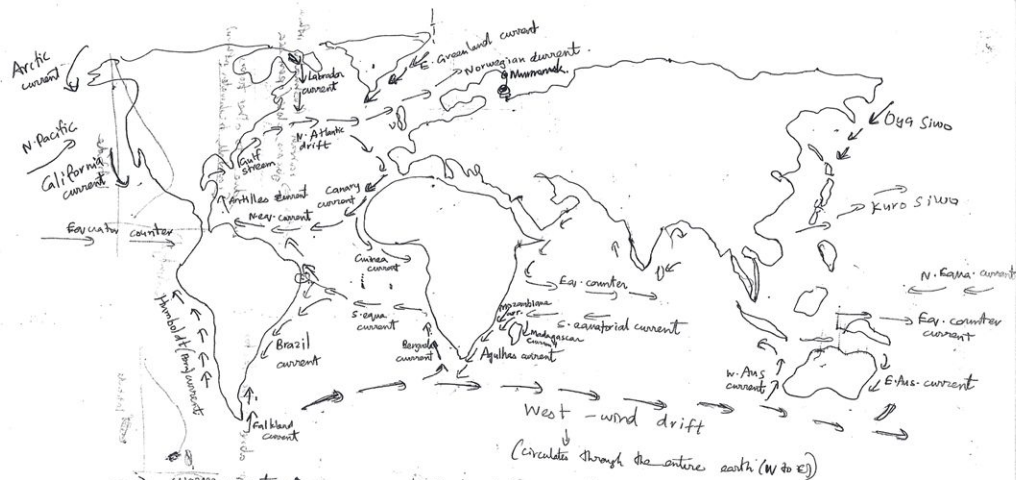 E. Greenland current
Norwegian current.
Murmansk.
Arctic
current
Labrador
current
N. Pacific
N. Atlantic
drift
Oya Siwo
California
current
Gulf
stream
Canary
current
Kuro Siwo
Antilles current
N. eq. current
Equator counter
Guinea
current
N. Equa. current
Eq. counter
Humboldt (Peru) currents
S. equa
current
Mozambique
cur.
Madagascar
S. equatorial current
Eq. counter
current
Brazil
current
Benguela
current
Agulhas current
W. Aus
current
E. Aus. current
Falkland
current
West - wind drift
(circulates through the entire earth (W to E))